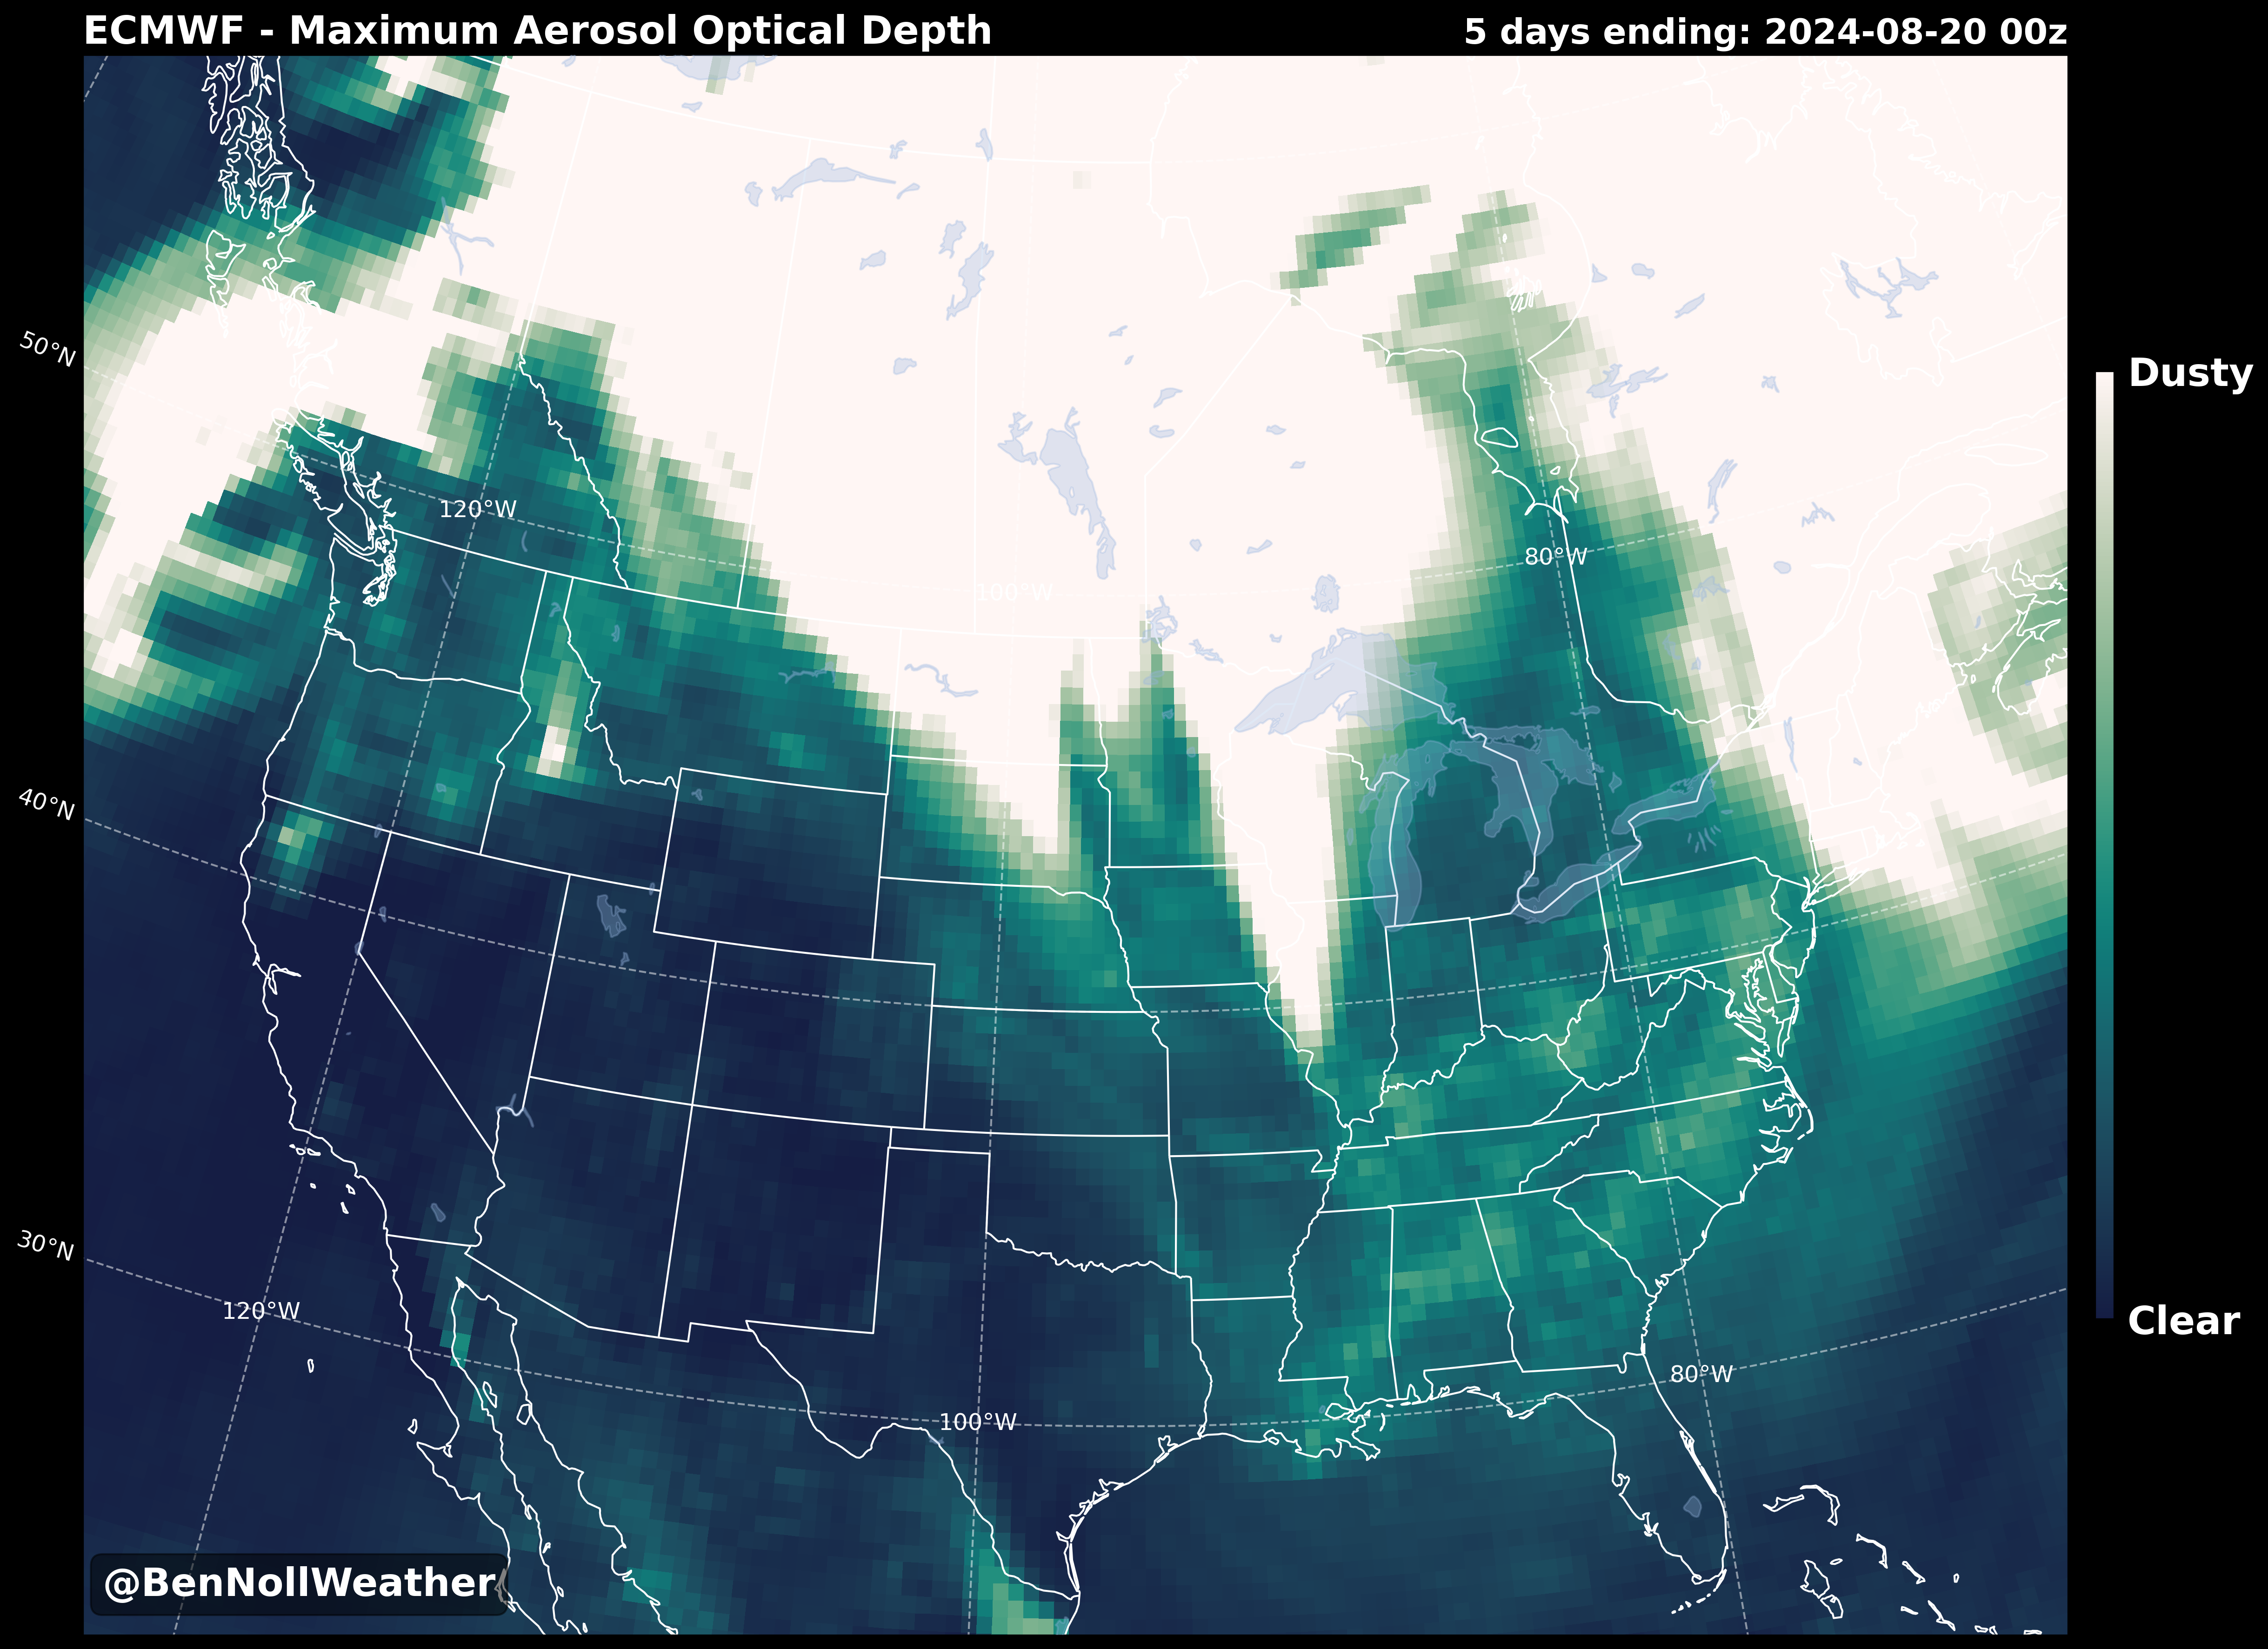 ECMWF - Maximum Aerosol Optical Depth
5 days ending: 2024-08-20 00z
50°N
Dusty
120°W
80°W
100°W
40°N
30°N
120°W
Clear
80°W
100°W
@BenNollWeather